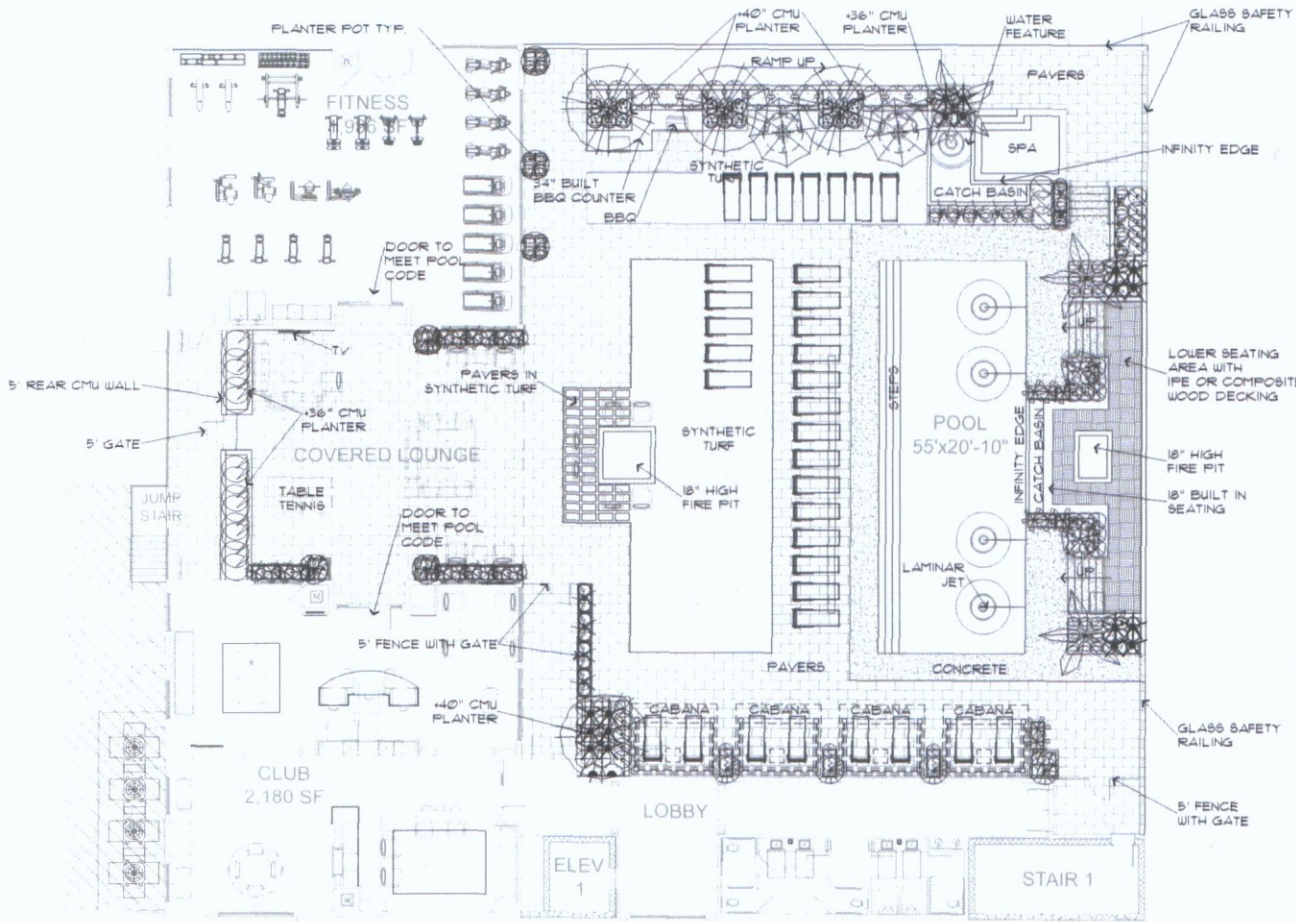 PLANTER POT TYP.
+40" CMU
PLANTER
+36" CMU
PLANTER
WATER
FEATURE
GLASS SAFETY
RAILING
RAMP UP
PAVERS
FITNESS
SF
SPA
INFINITY EDGE
SYNTHETIC
TURF
CATCH BASIN
34" BUILT
BBQ COUNTER
BBQ
DOOR TO
MEET POOL
CODE
UP
TV
5' REAR CMU WALL
PAVERS IN
SYNTHETIC TURF
LOWER SEATING
AREA WITH
IPE OR COMPOSITE
WOOD DECKING
STEPS
+36" CMU
PLANTER
5' GATE
COVERED LOUNGE
SYNTHETIC
TURF
POOL
55'x20'-10"
INFINITY EDGE
CATCH BASIN
18" HIGH
FIRE PIT
18" HIGH
FIRE PIT
18" BUILT IN
SEATING
JUMP
STAIR
TABLE
TENNIS
DOOR TO
MEET POOL
CODE
LAMINAR
JET
UP
5' FENCE WITH GATE
PAVERS
CONCRETE
+40" CMU
PLANTER
CABANA
CABANA
CABANA
CABANA
GLASS SAFETY
RAILING
CLUB
2,180 SF
LOBBY
5' FENCE
WITH GATE
ELEV
1
STAIR 1